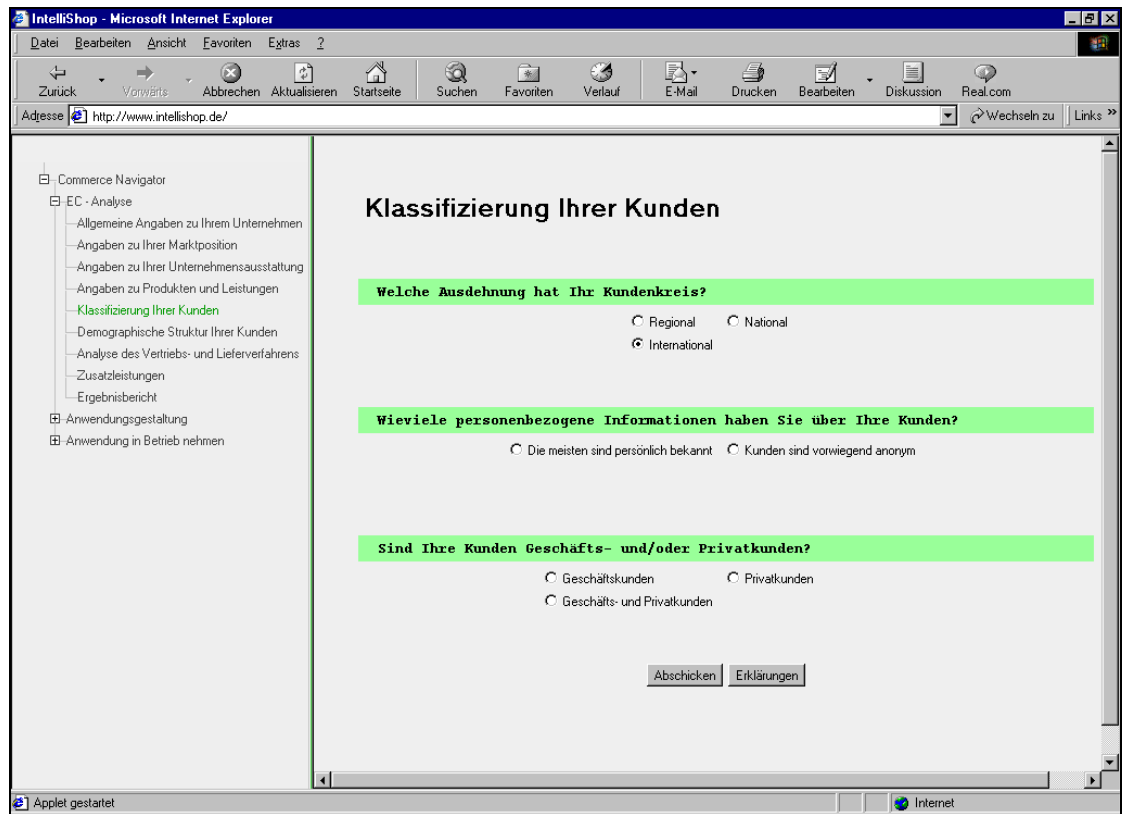 IntelliShop - Microsoft Internet Explorer
Datei Bearbeiten Ansicht Favoriten Extras ?
Zurück Vorwärts Abbrechen Aktualisieren Startseite Suchen Favoriten Verlauf E-Mail Drucken Bearbeiten Diskussion Real.com
Adresse http://www.intellishop.de/ Wechseln zu Links »
Commerce Navigator
EC - Analyse
Allgemeine Angaben zu Ihrem Unternehmen
Angaben zu Ihrer Marktposition
Angaben zu Ihrer Unternehmensausstattung
Angaben zu Produkten und Leistungen
Klassifizierung Ihrer Kunden
Demographische Struktur Ihrer Kunden
Analyse des Vertriebs- und Lieferverfahrens
Zusatzleistungen
Ergebnisbericht
Anwendungsgestaltung
Anwendung in Betrieb nehmen
Klassifizierung Ihrer Kunden
Welche Ausdehnung hat Ihr Kundenkreis?
Regional National
International
Wieviele personenbezogene Informationen haben Sie über Ihre Kunden?
Die meisten sind persönlich bekannt Kunden sind vorwiegend anonym
Sind Ihre Kunden Geschäfts- und/oder Privatkunden?
Geschäftskunden Privatkunden
Geschäfts- und Privatkunden
Abschicken Erklärungen
Applet gestartet Internet